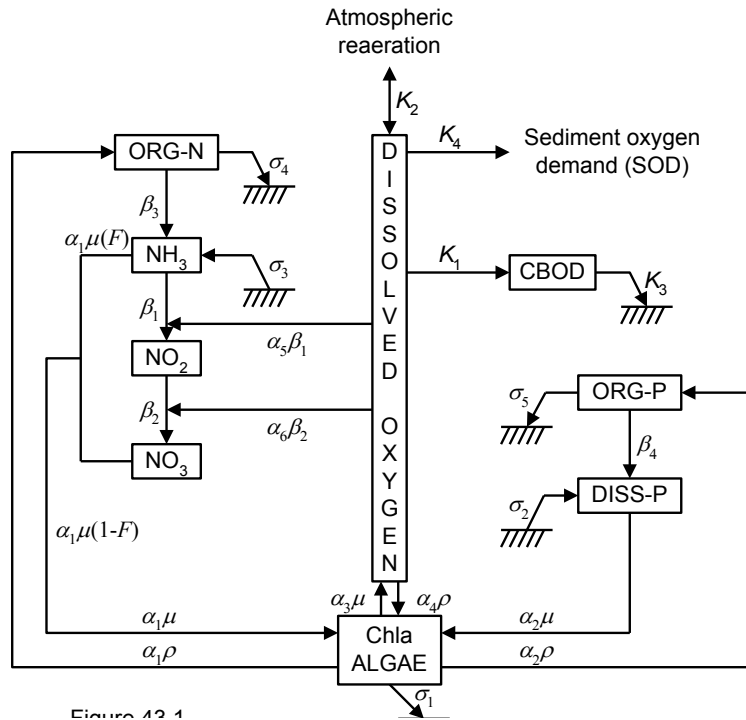 Atmospheric
reaeration
K₂
ORG-N
σ₄
K₄
Sediment oxygen
demand (SOD)
β₃
α₁μ(F)
NH₃
σ₃
K₁
CBOD
K₃
β₁
α₅β₁
NO₂
β₂
α₆β₂
NO₃
DISSOLVED OXYGEN
σ₅
ORG-P
β₄
σ₂
DISS-P
α₁μ(1-F)
α₃μ
α₄ρ
α₁μ
Chla
ALGAE
α₂μ
α₁ρ
α₂ρ
σ₁
Figure 43-1